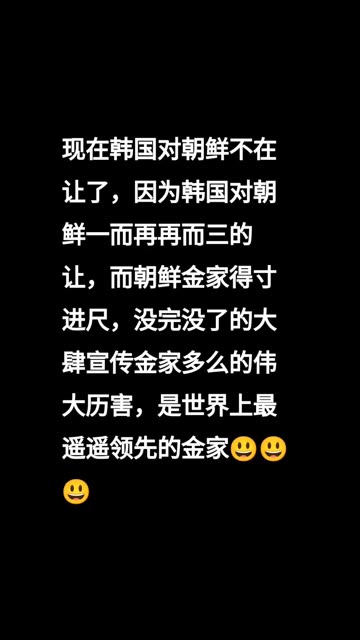 现在韩国对朝鲜不在
让了，因为韩国对朝
鲜一而再再而三的
让，而朝鲜金家得寸
进尺，没完没了的大
肆宣传金家多么的伟
大历害，是世界上最
遥遥领先的金家😃😃
😃